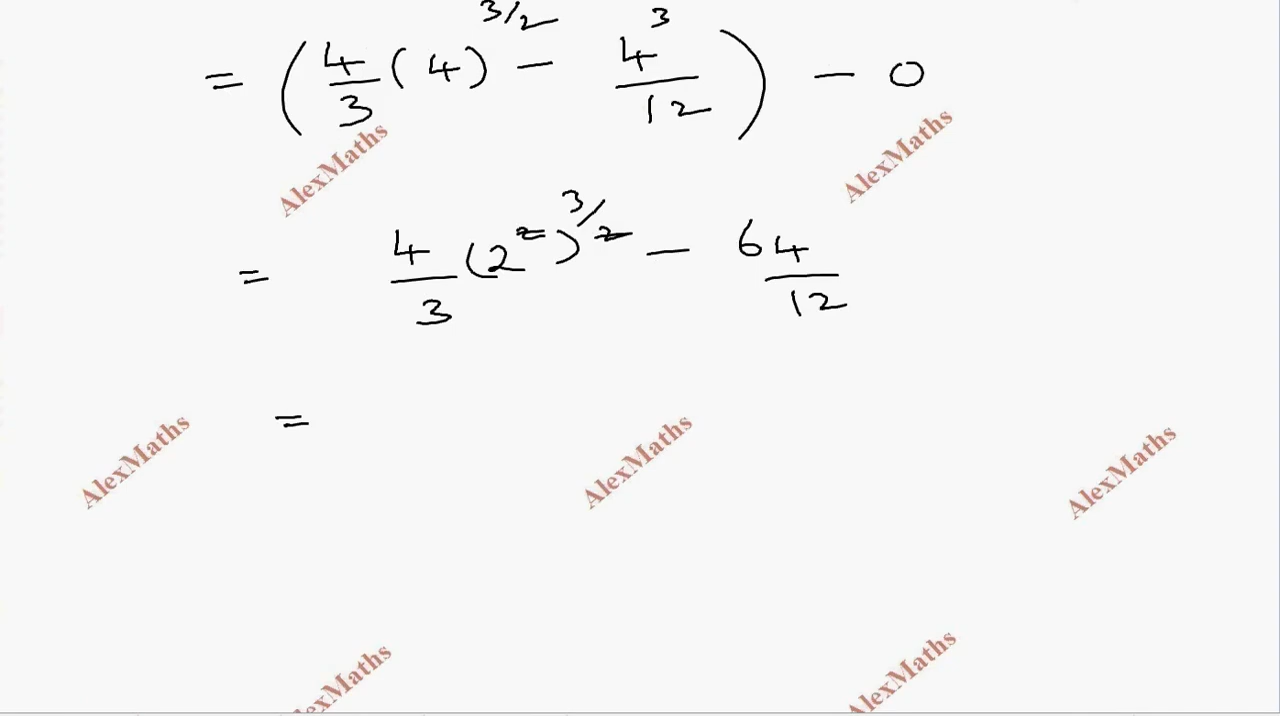 = (4/3 (4)^3/2 − 4^3/12) − 0
AlexMaths AlexMaths
= 4/3 (2^2)^3/2 − 64/12
=
AlexMaths AlexMaths AlexMaths
AlexMaths AlexMaths